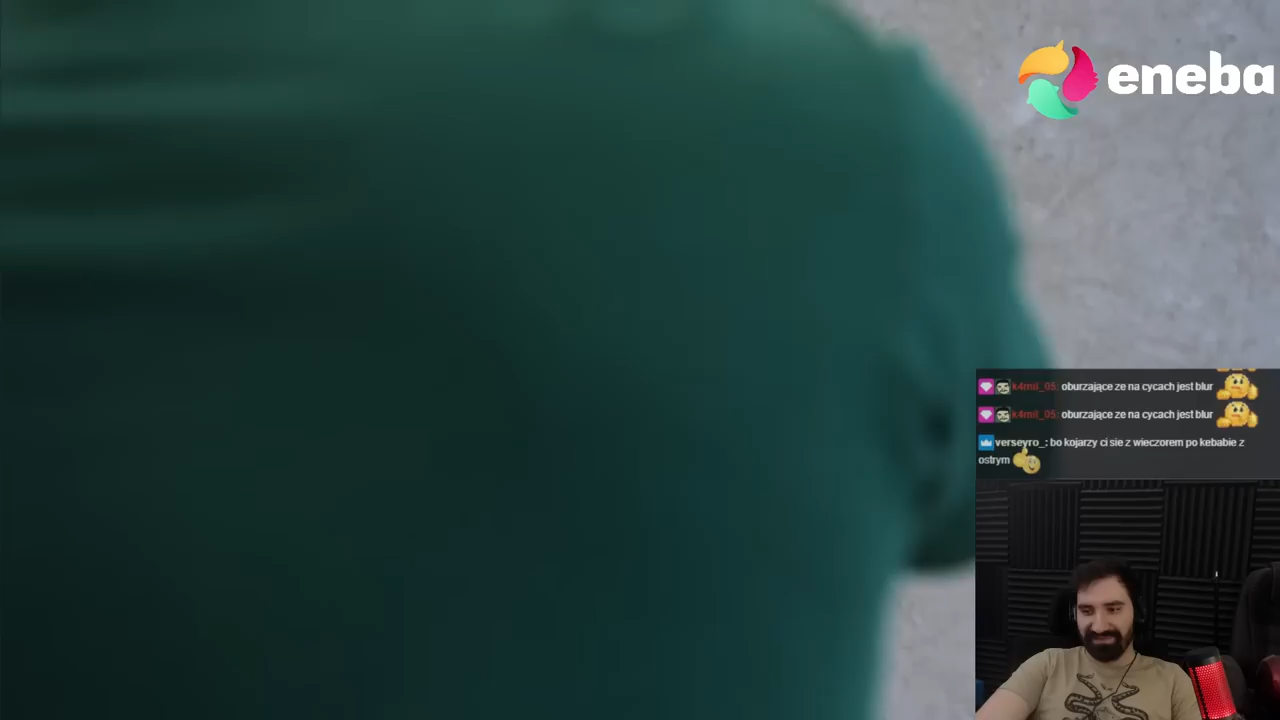 eneba
k4mil_05: oburzające ze na cycach jest blur
k4mil_05: oburzające ze na cycach jest blur
verseyro_: bo kojarzy ci sie z wieczorem po kebabie z
ostrym